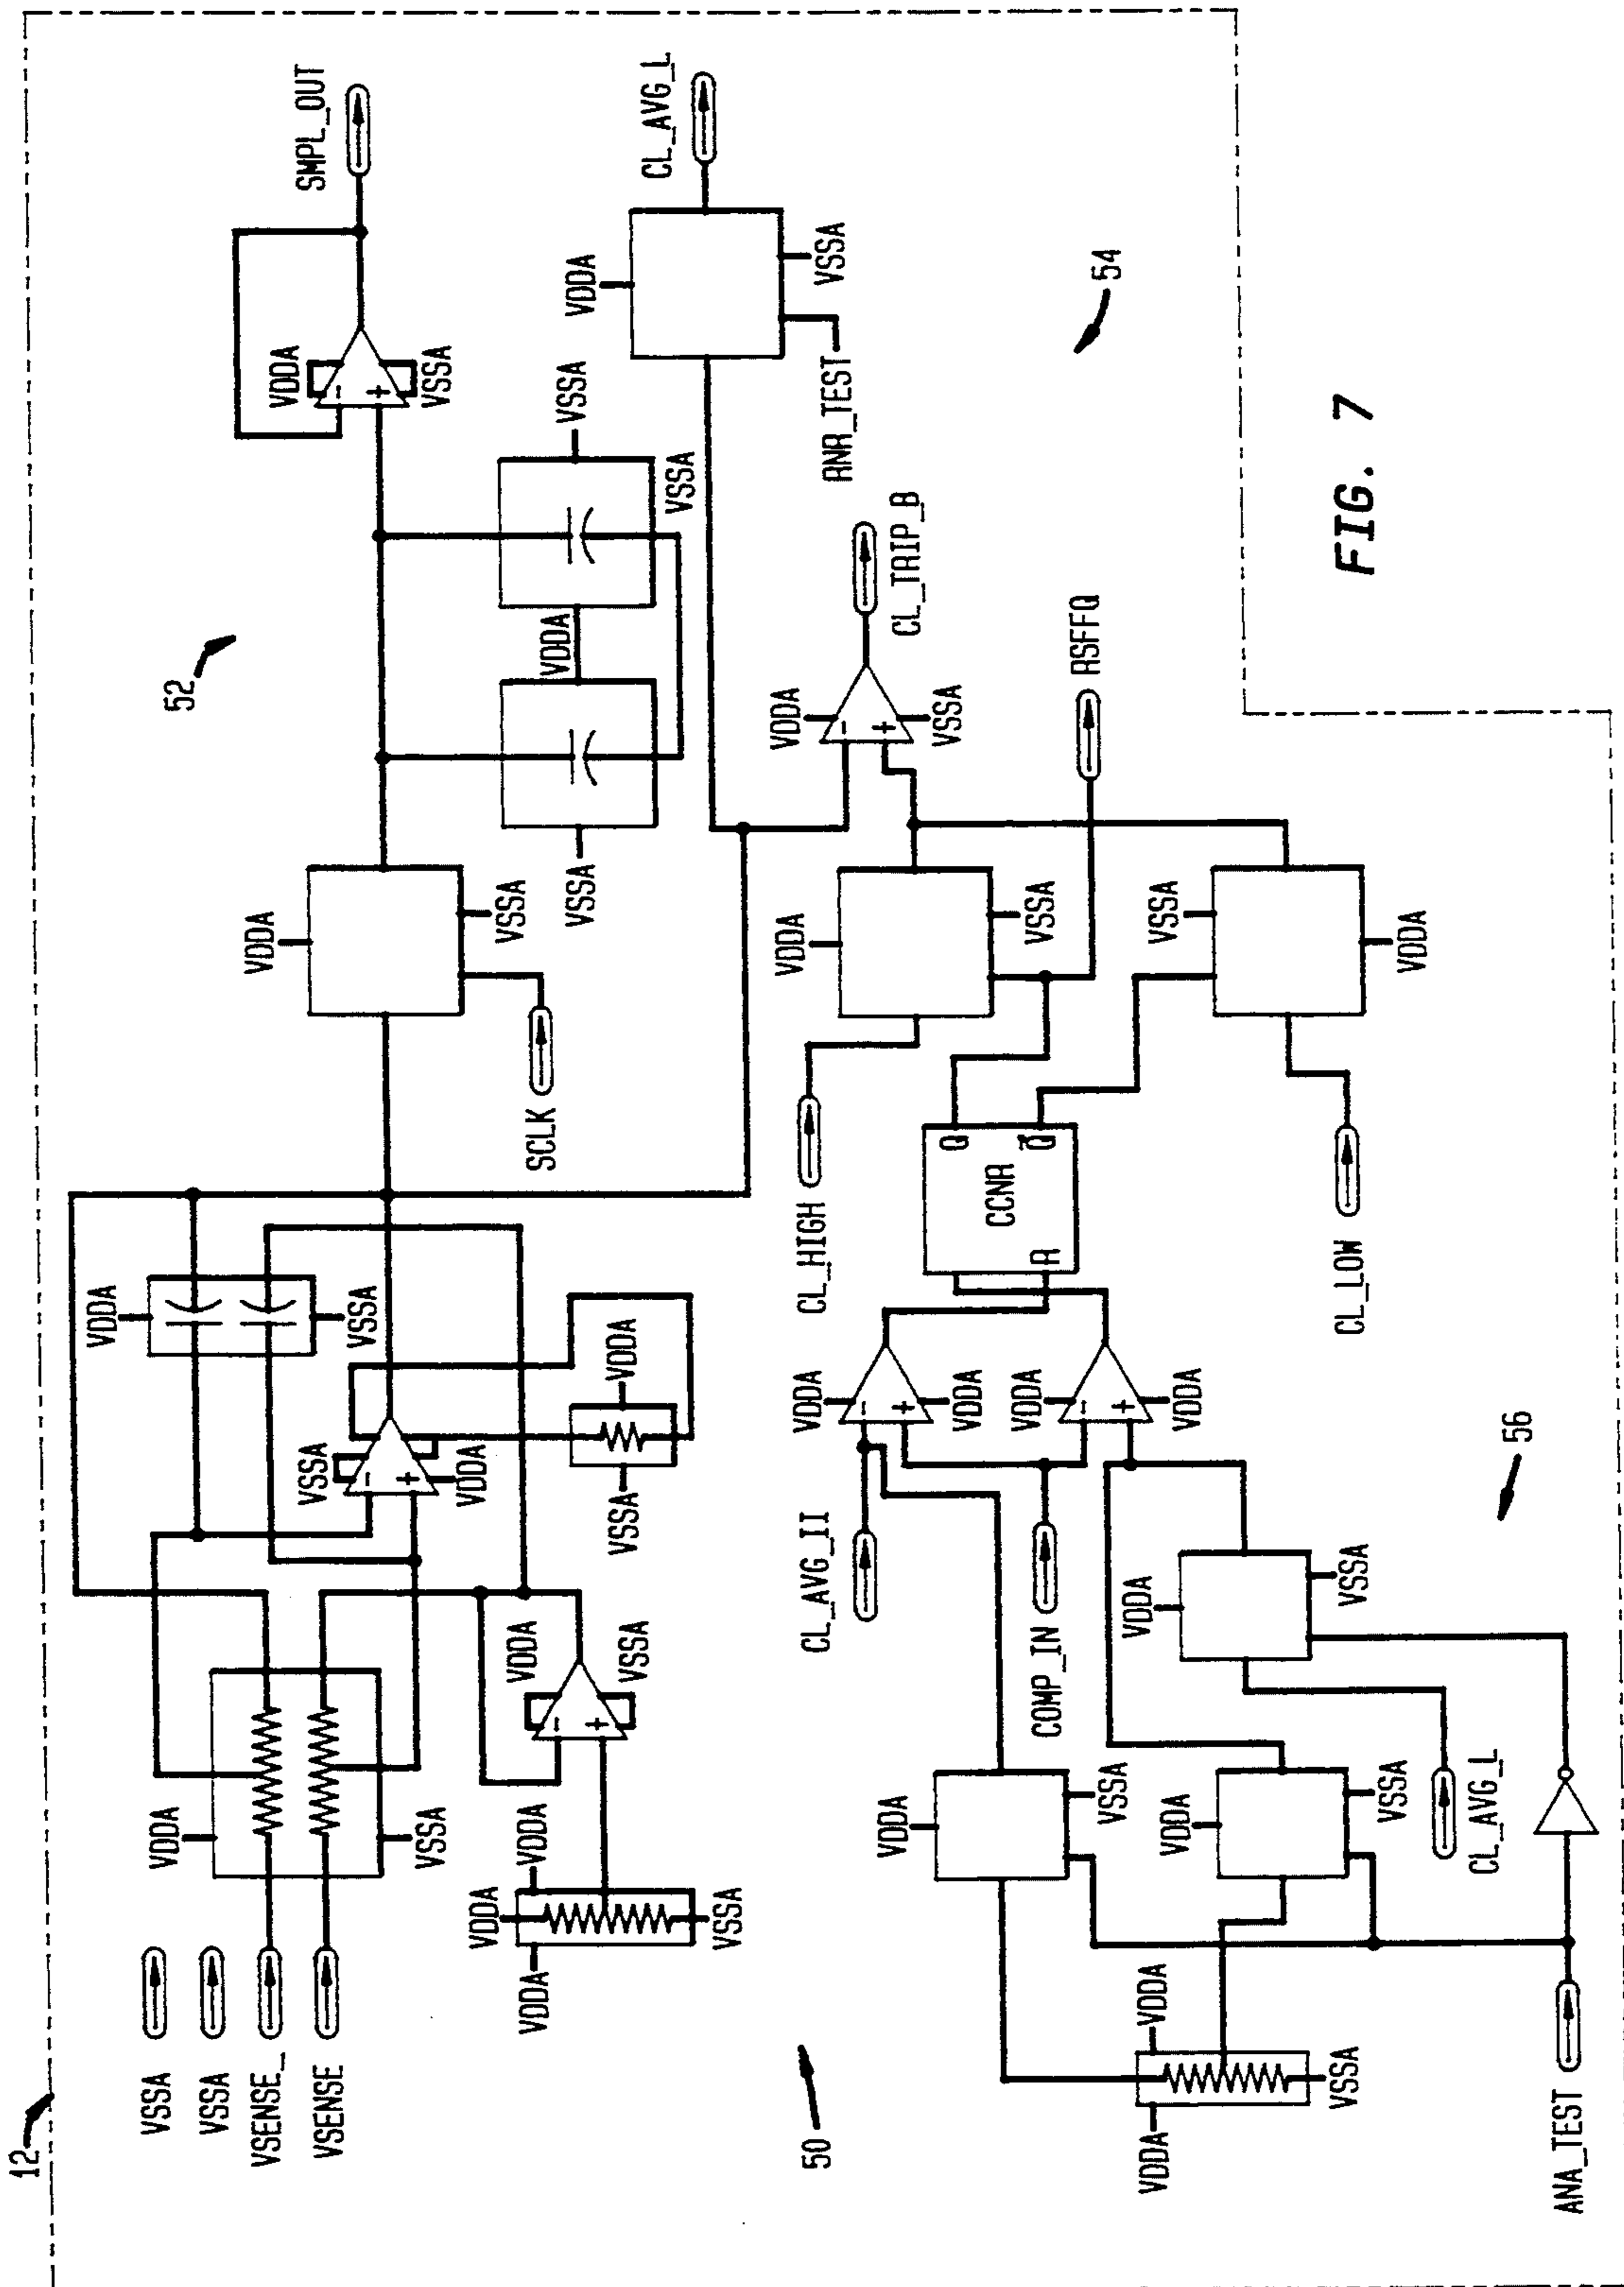 12
VSSA
VSSA
VSENSE_
VSENSE
VDDA
VSSA
VDDA
VSSA
VDDA
VDDA
VDDA
VSSA
VDDA
VSSA
-
+
VSSA
VDDA
-
+
VSSA
VDDA
SCLK
VDDA
VSSA
52
VSSA
VDDA
VSSA
VSSA
VDDA
VSSA
-
+
SMPL_OUT
VDDA
VSSA
RNR_TEST
CL_AVG_L
50
54
CL_AVG_II
COMP_IN
VDDA
VDDA
-
+
VDDA
VDDA
-
+
CCNR
R
Q
Q̅
CL_HIGH
VDDA
VSSA
VDDA
VSSA
-
+
CL_TRIP_B
RSFFQ
CL_LOW
VSSA
VDDA
VDDA
VSSA
VDDA
VDDA
VSSA
VDDA
VSSA
VDDA
VSSA
CL_AVG_L
ANA_TEST
56
FIG. 7